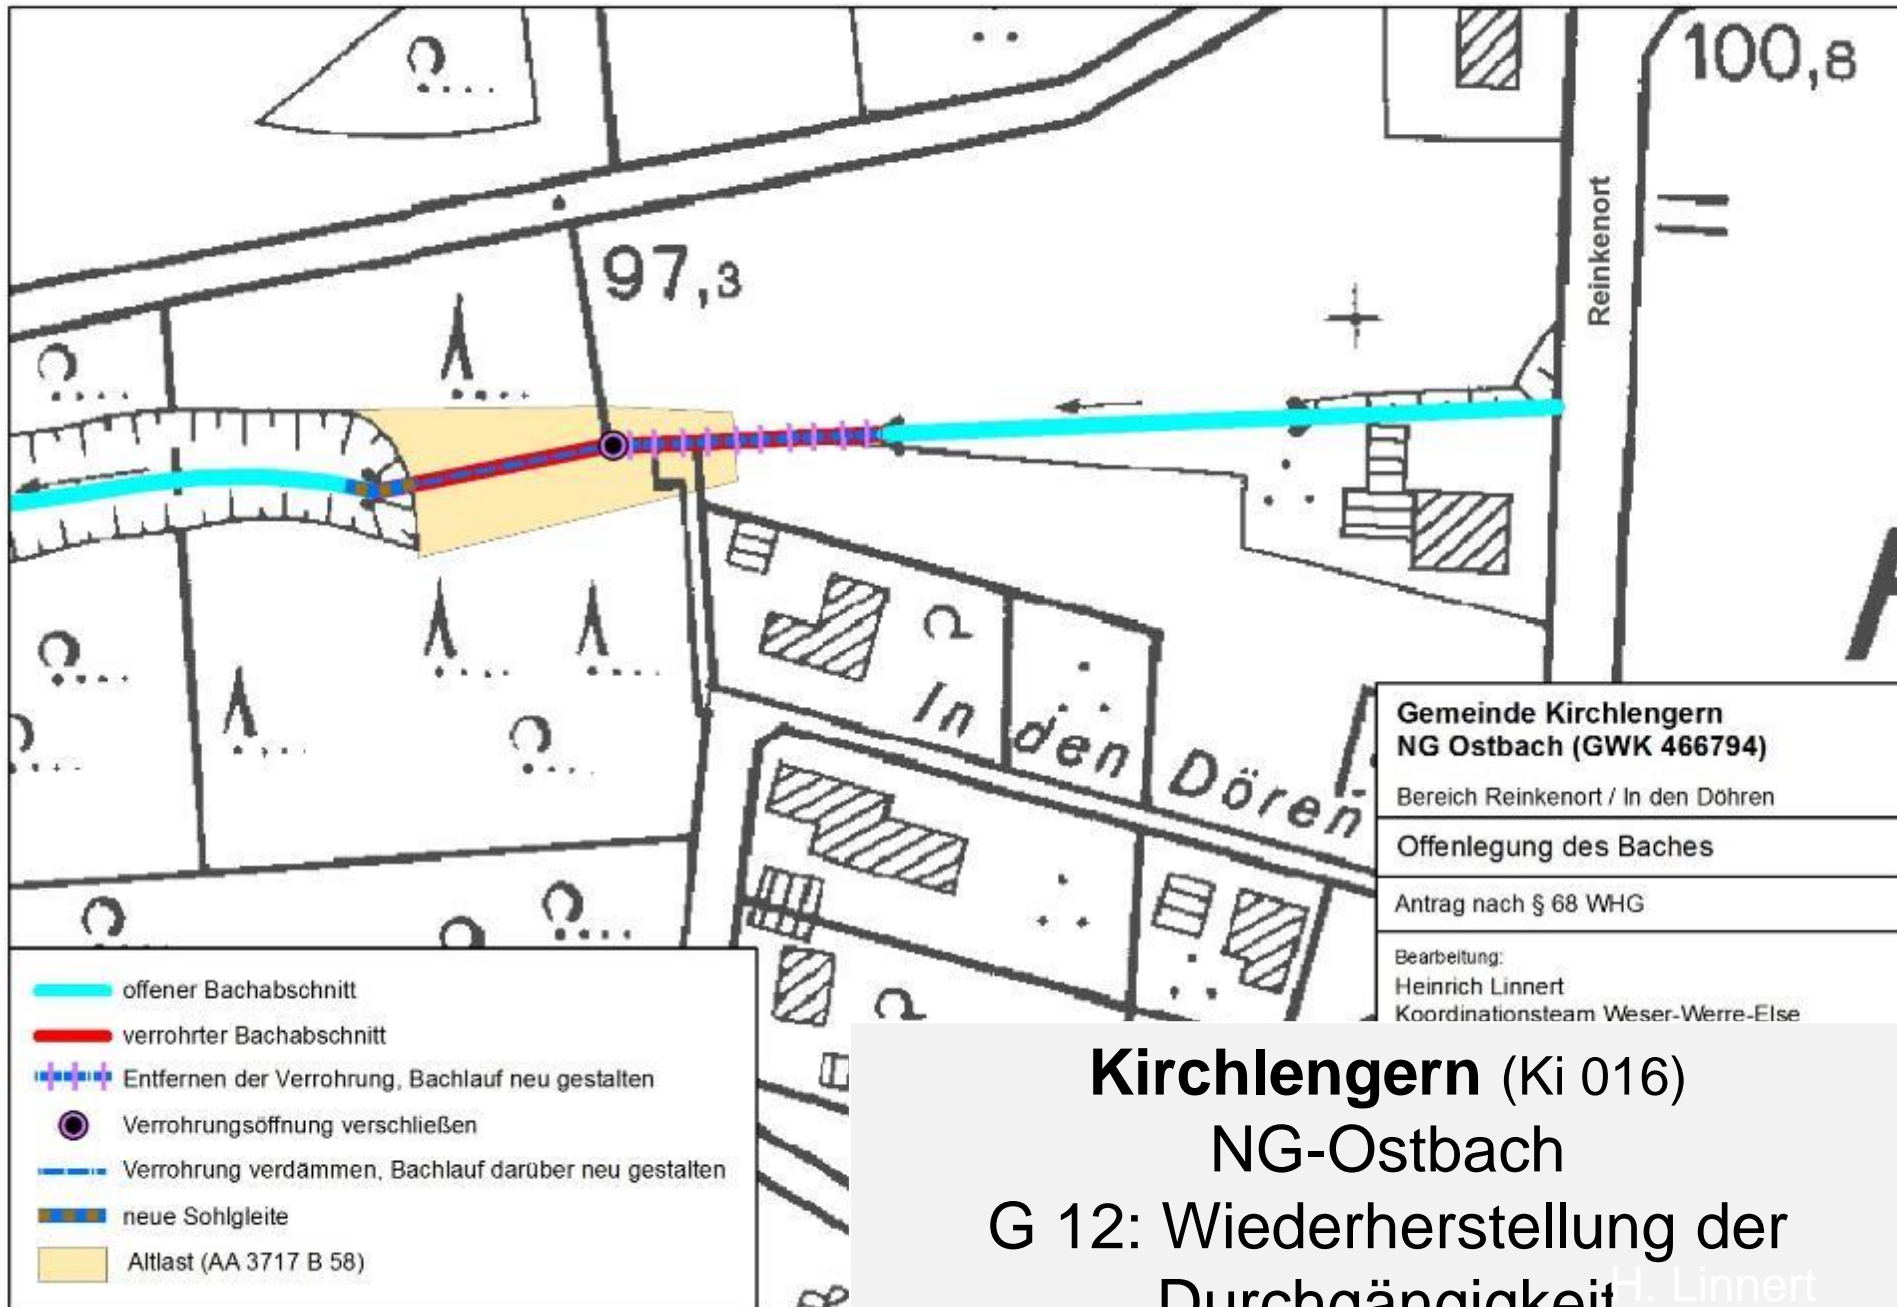 100,8
Reinkenort
97,3
In den Dören
Gemeinde Kirchlengern
NG Ostbach (GWK 466794)
Bereich Reinkenort / In den Döhren
Offenlegung des Baches
Antrag nach § 68 WHG
Bearbeitung:
Heinrich Linnert
Koordinationsteam Weser-Werre-Else
offener Bachabschnitt
verrohrter Bachabschnitt
Entfernen der Verrohrung, Bachlauf neu gestalten
Verrohrungsöffnung verschließen
Verrohrung verdämmen, Bachlauf darüber neu gestalten
neue Sohlgleite
Altlast (AA 3717 B 58)
Kirchlengern (Ki 016)
NG-Ostbach
G 12: Wiederherstellung der
Durchgängigkeit
H. Linnert